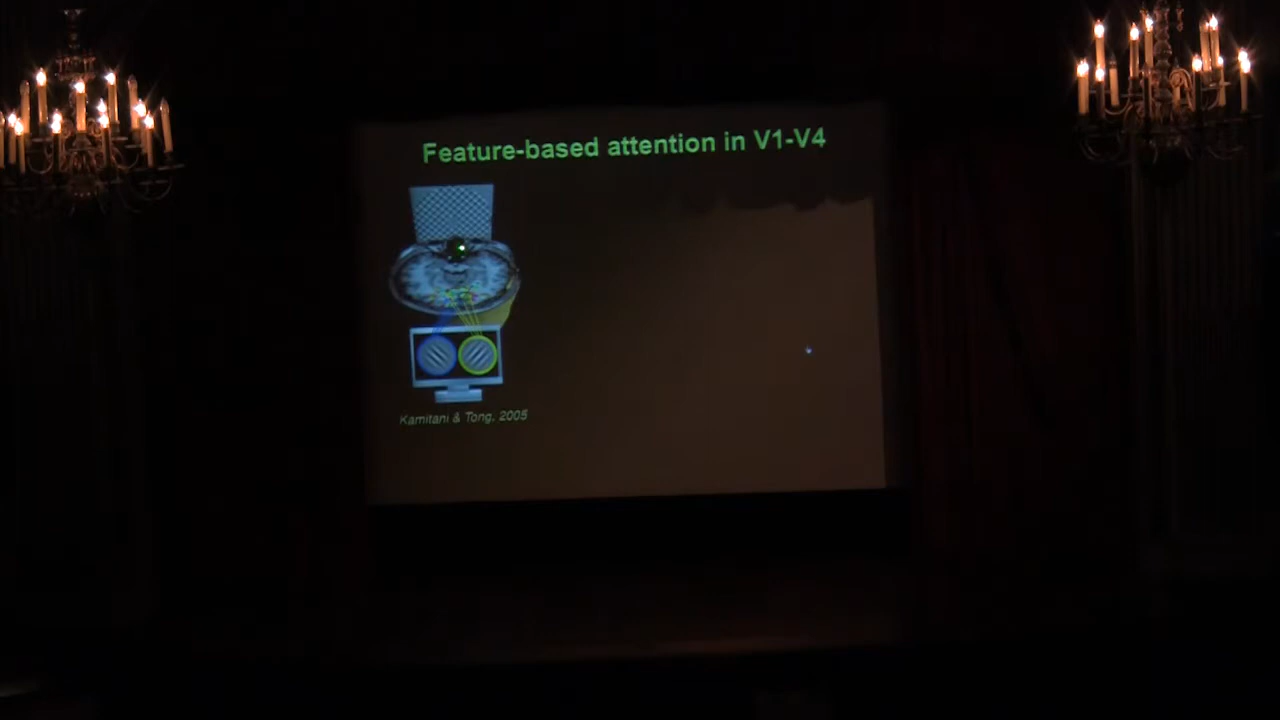 Feature-based attention in V1-V4
Kamitani & Tong, 2005